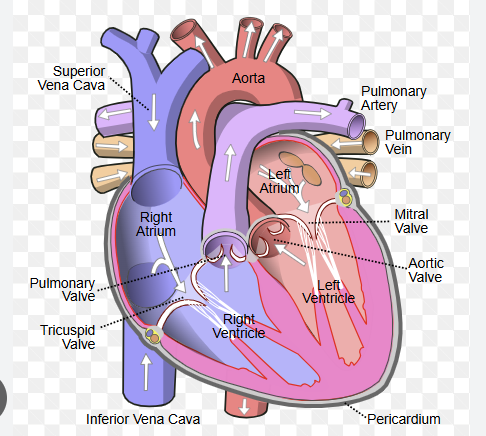 Superior
Vena Cava
Aorta
Pulmonary
Artery
Pulmonary
Vein
Left
Atrium
Right
Atrium
Mitral
Valve
Aortic
Valve
Pulmonary
Valve
Left
Ventricle
Tricuspid
Valve
Right
Ventricle
Inferior Vena Cava
Pericardium